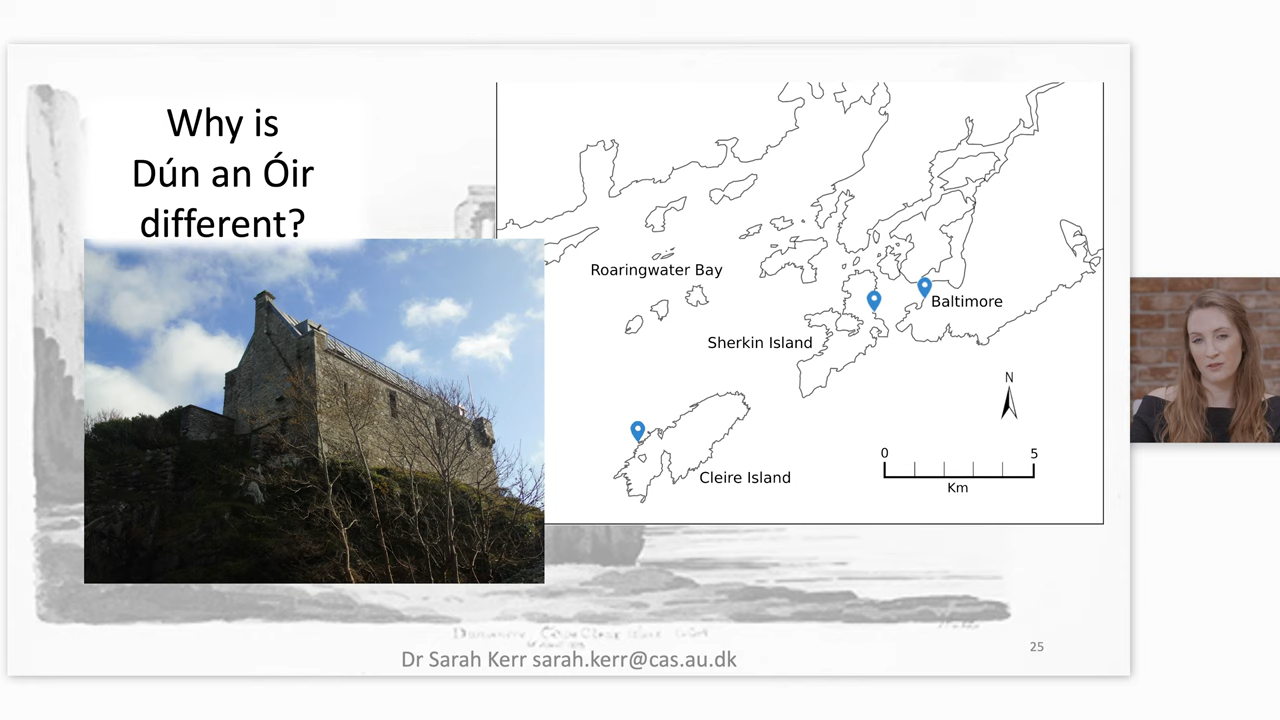 Why is
Dún an Óir
different?
Roaringwater Bay
Baltimore
Sherkin Island
N
0 5
Km
Cleire Island
Dr Sarah Kerr sarah.kerr@cas.au.dk
25